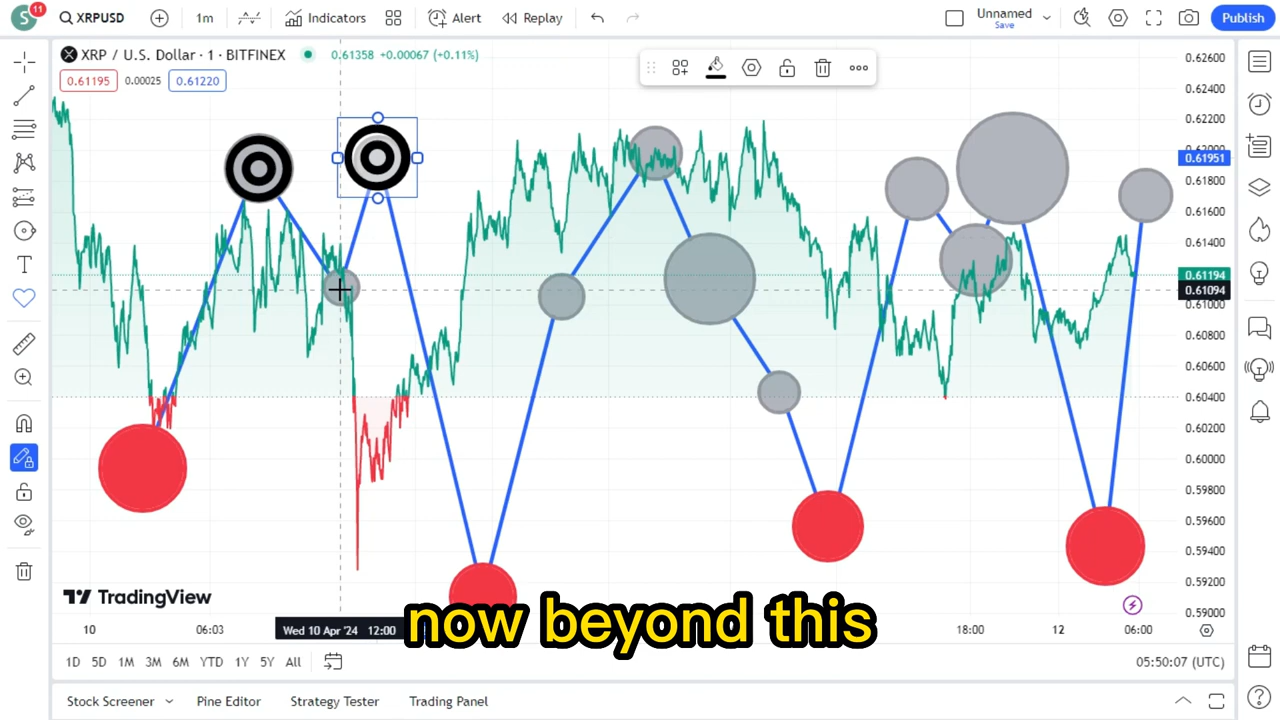 S 11 XRPUSD 1m Indicators Alert Replay Unnamed Save Publish
XRP / U.S. Dollar · 1 · BITFINEX 0.61358 +0.00067 (+0.11%)
0.61195 0.00025 0.61220
0.62600
0.62400
0.62200
0.61951
0.61800
0.61600
0.61400
0.61194
0.61094
0.61000
0.60800
0.60600
0.60400
0.60200
0.60000
0.59800
0.59600
0.59400
0.59200
0.59000
TradingView
now beyond this
10 06:03 Wed 10 Apr '24 12:00 18:00 12 06:00
1D 5D 1M 3M 6M YTD 1Y 5Y All 05:50:07 (UTC)
Stock Screener Pine Editor Strategy Tester Trading Panel